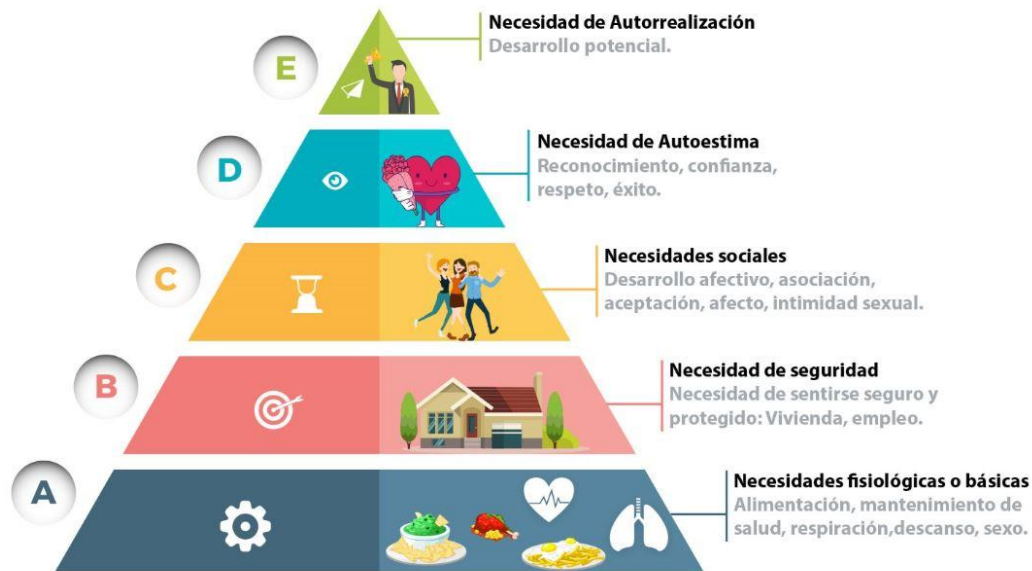 E
Necesidad de Autorrealización
Desarrollo potencial.
D
Necesidad de Autoestima
Reconocimiento, confianza,
respeto, éxito.
C
Necesidades sociales
Desarrollo afectivo, asociación,
aceptación, afecto, intimidad sexual.
B
Necesidad de seguridad
Necesidad de sentirse seguro y
protegido: Vivienda, empleo.
A
Necesidades fisiológicas o básicas
Alimentación, mantenimiento de
salud, respiración,descanso, sexo.